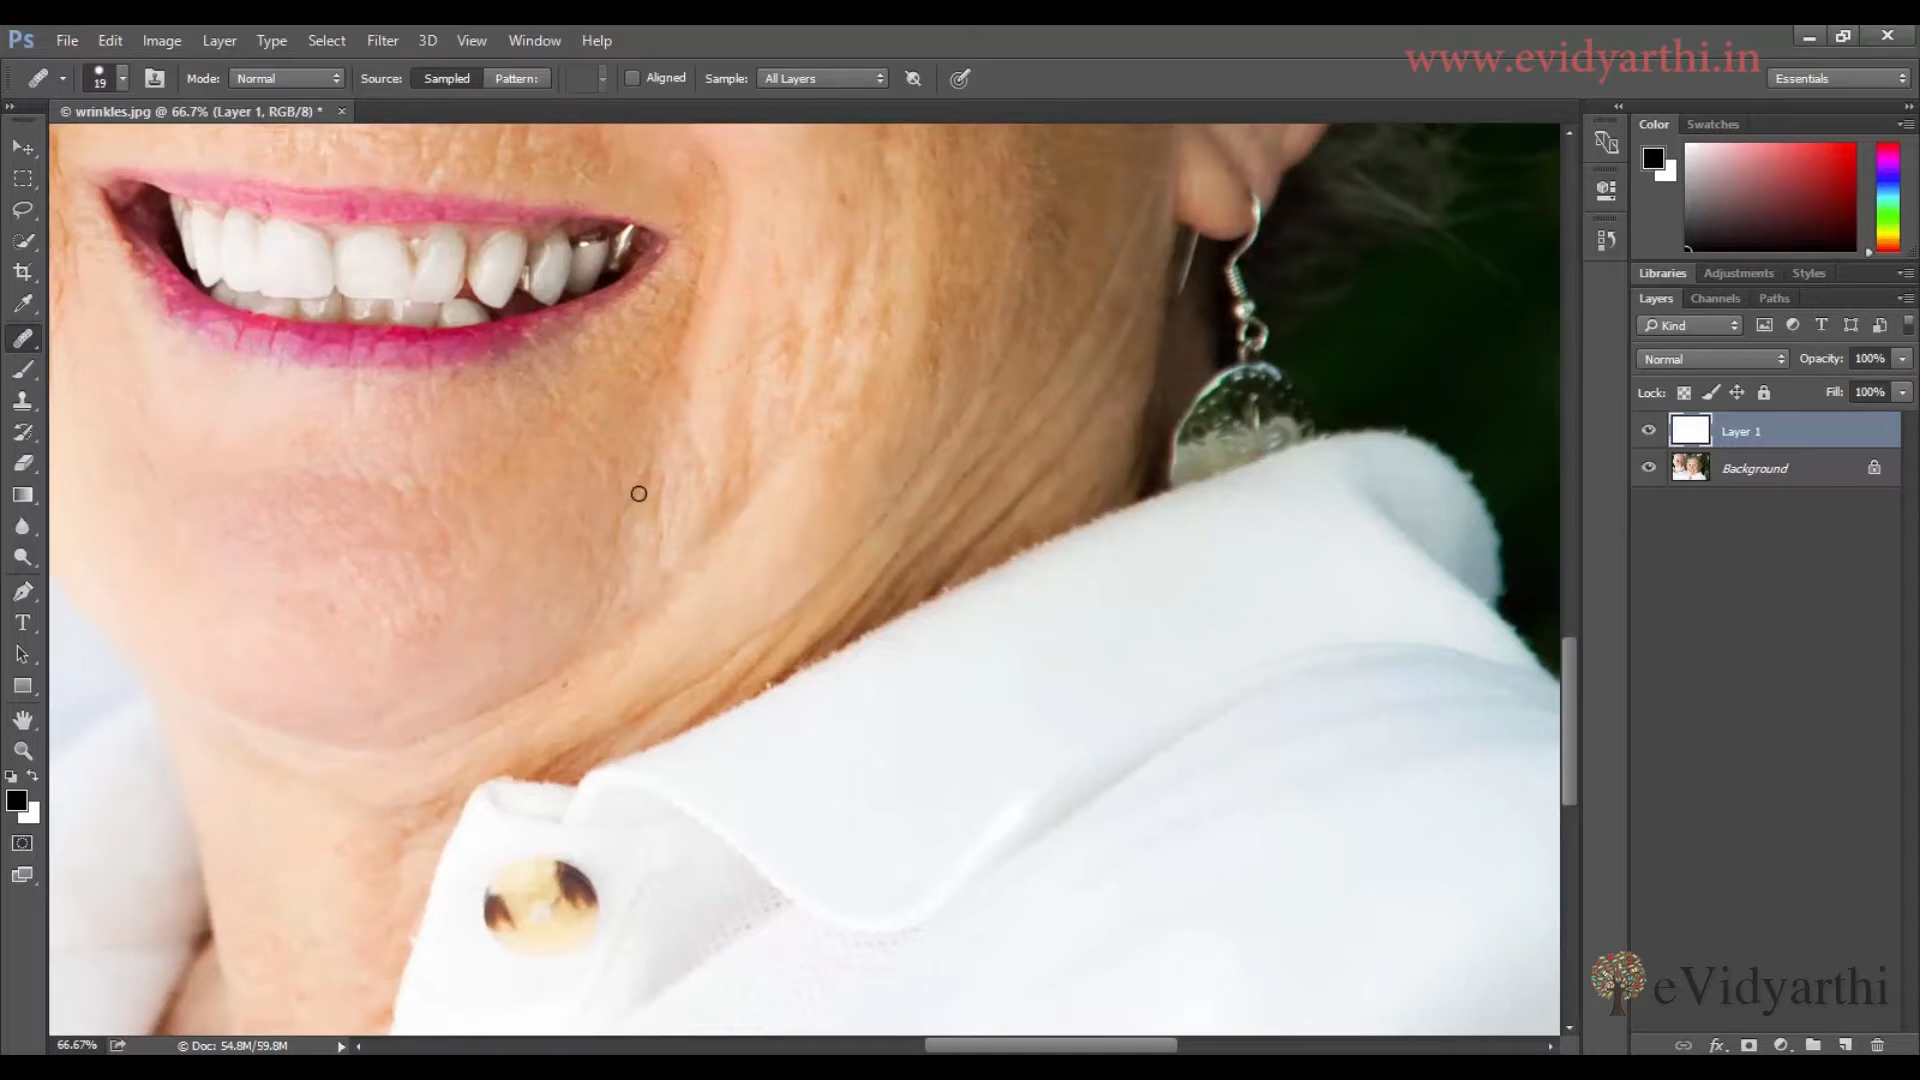 Ps File Edit Image Layer Type Select Filter 3D View Window Help
www.evidyarthi.in
19 Mode: Normal Source: Sampled Pattern: Aligned Sample: All Layers Essentials
© wrinkles.jpg @ 66.7% (Layer 1, RGB/8) * ×
Color Swatches
Libraries Adjustments Styles
Layers Channels Paths
Kind
Normal Opacity: 100%
Lock: Fill: 100%
Layer 1
Background
eVidyarthi
66.67% © Doc: 54.8M/59.8M
fx